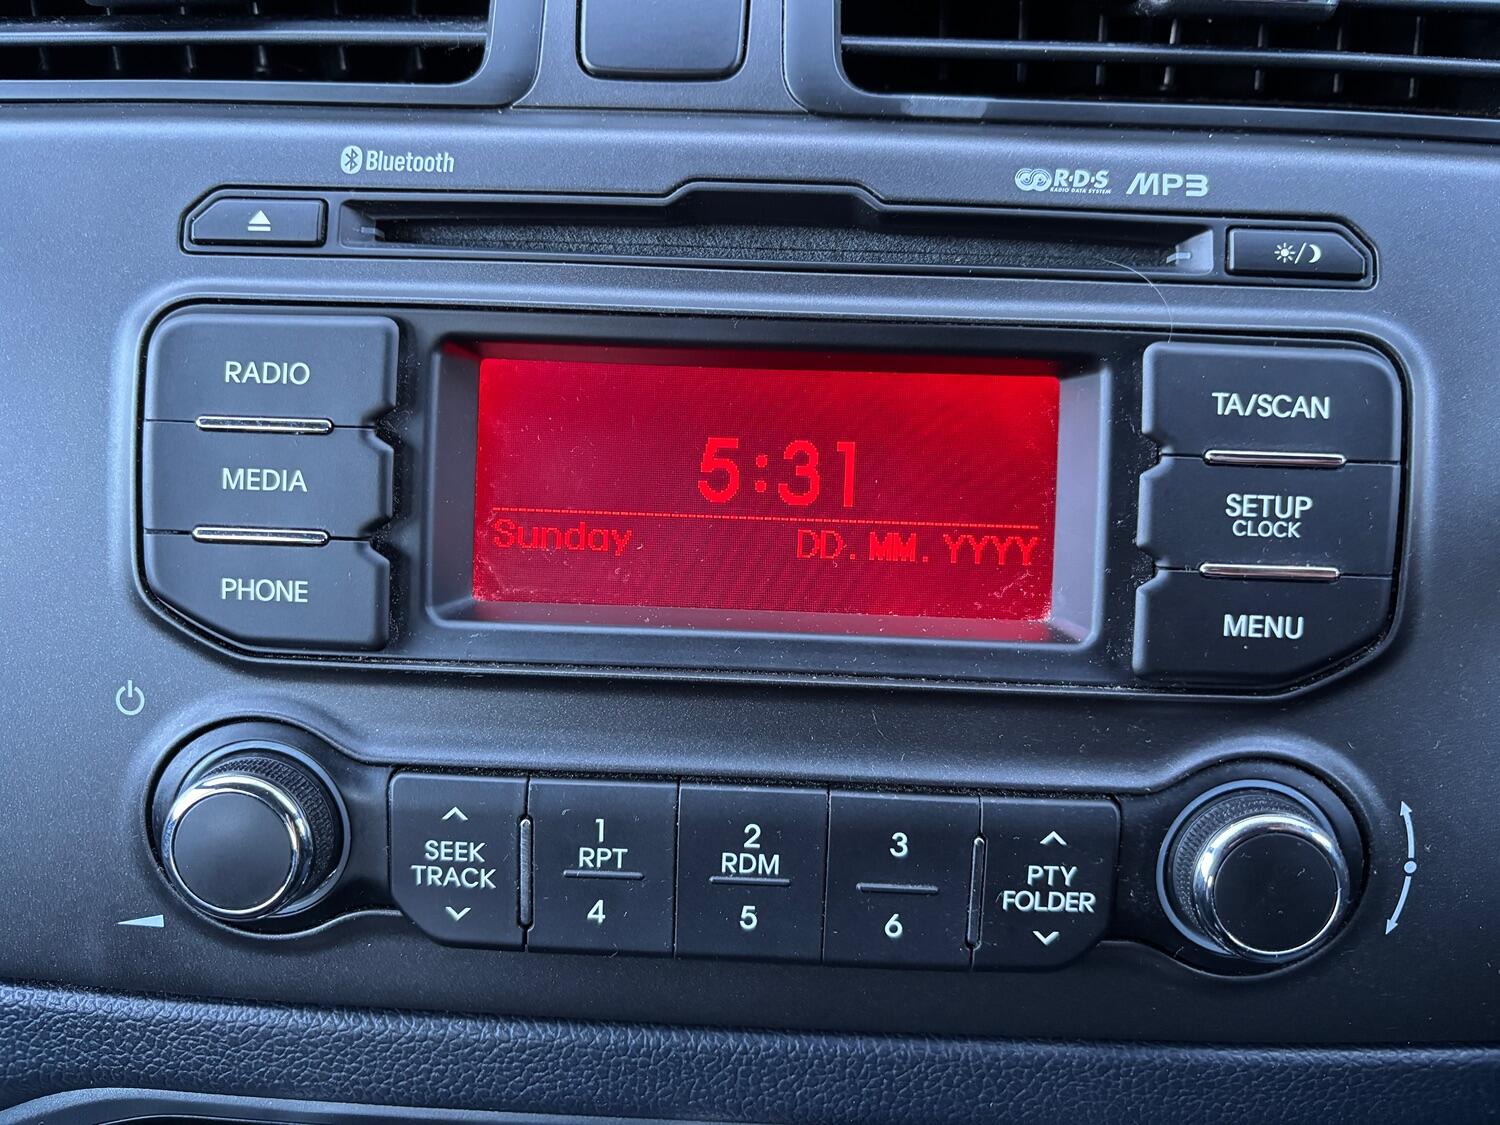 Bluetooth
R·D·S
RADIO DATA SYSTEM
MP3
RADIO
MEDIA
PHONE
5:31
Sunday DD.MM.YYYY
TA/SCAN
SETUP
CLOCK
MENU
SEEK
TRACK
1
RPT
4
2
RDM
5
3
6
PTY
FOLDER